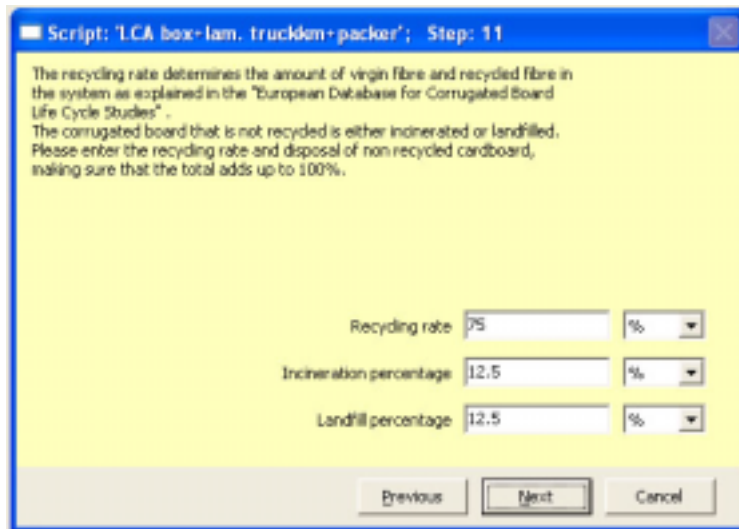 Script: 'LCA box+lam. truckkm+packer'; Step: 11
The recycling rate determines the amount of virgin fibre and recycled fibre in
the system as explained in the "European Database for Corrugated Board
Life Cycle Studies" .
The corrugated board that is not recycled is either incinerated or landfilled.
Please enter the recycling rate and disposal of non recycled cardboard,
making sure that the total adds up to 100%.
Recycling rate 75 %
Incineration percentage 12.5 %
Landfill percentage 12.5 %
Previous Next Cancel